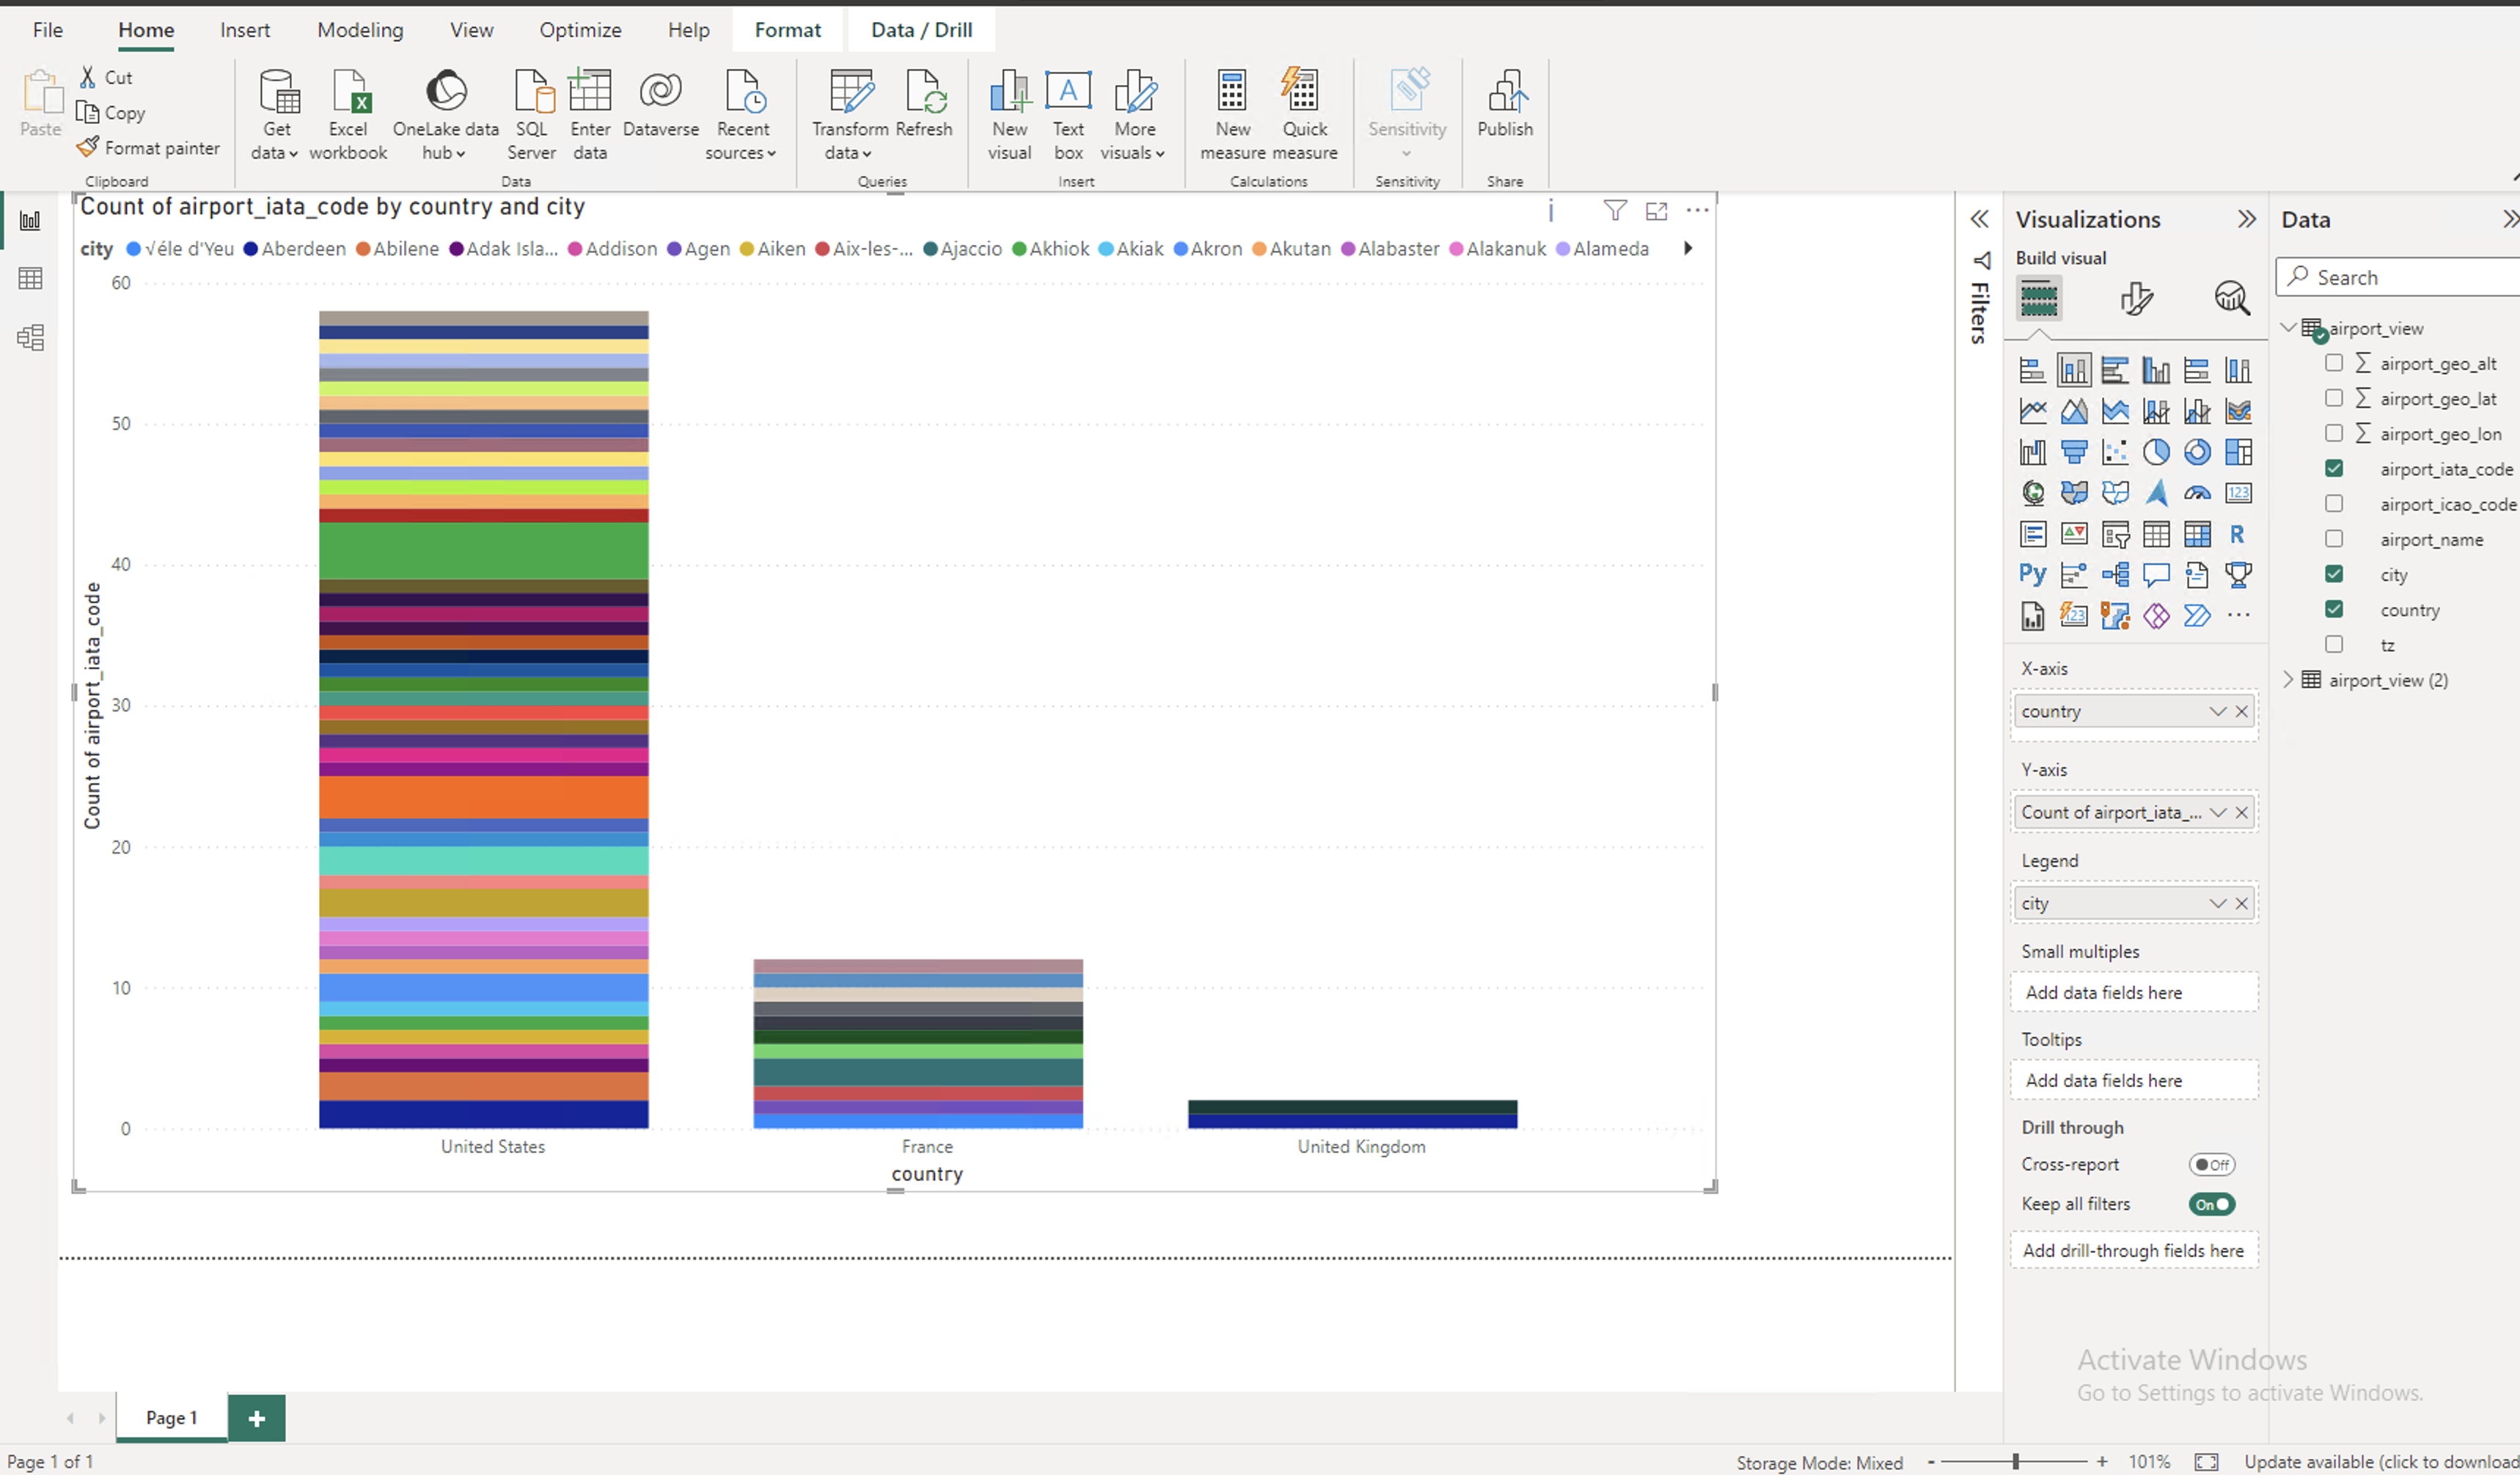 File Home Insert Modeling View Optimize Help Format Data / Drill
Paste
Cut
Copy
Format painter
Clipboard
Get data
Excel workbook
OneLake data hub
SQL Server
Enter data
Dataverse
Recent sources
Data
Transform data
Refresh
Queries
New visual
Text box
More visuals
Insert
New measure
Quick measure
Calculations
Sensitivity
Sensitivity
Publish
Share
Count of airport_iata_code by country and city
city √éle d'Yeu Aberdeen Abilene Adak Isla... Addison Agen Aiken Aix-les-... Ajaccio Akhiok Akiak Akron Akutan Alabaster Alakanuk Alameda
60
50
40
30
20
10
0
Count of airport_iata_code
United States France United Kingdom
country
Filters
Visualizations
Build visual
123
R
Py
123
X-axis
country
Y-axis
Count of airport_iata_...
Legend
city
Small multiples
Add data fields here
Tooltips
Add data fields here
Drill through
Cross-report Off
Keep all filters On
Add drill-through fields here
Data
Search
airport_view
airport_geo_alt
airport_geo_lat
airport_geo_lon
airport_iata_code
airport_icao_code
airport_name
city
country
tz
airport_view (2)
Activate Windows
Go to Settings to activate Windows.
Page 1
Page 1 of 1
Storage Mode: Mixed - + 101% Update available (click to download